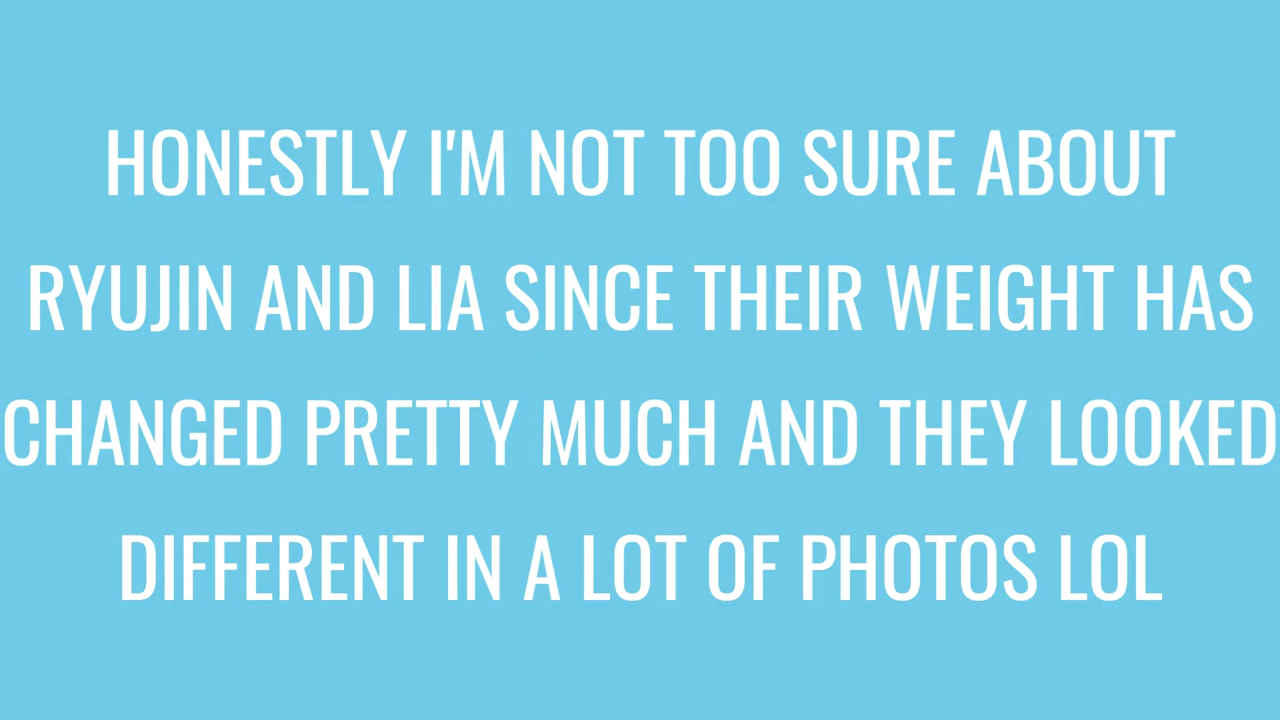 HONESTLY I'M NOT TOO SURE ABOUT
RYUJIN AND LIA SINCE THEIR WEIGHT HAS
CHANGED PRETTY MUCH AND THEY LOOKED
DIFFERENT IN A LOT OF PHOTOS LOL